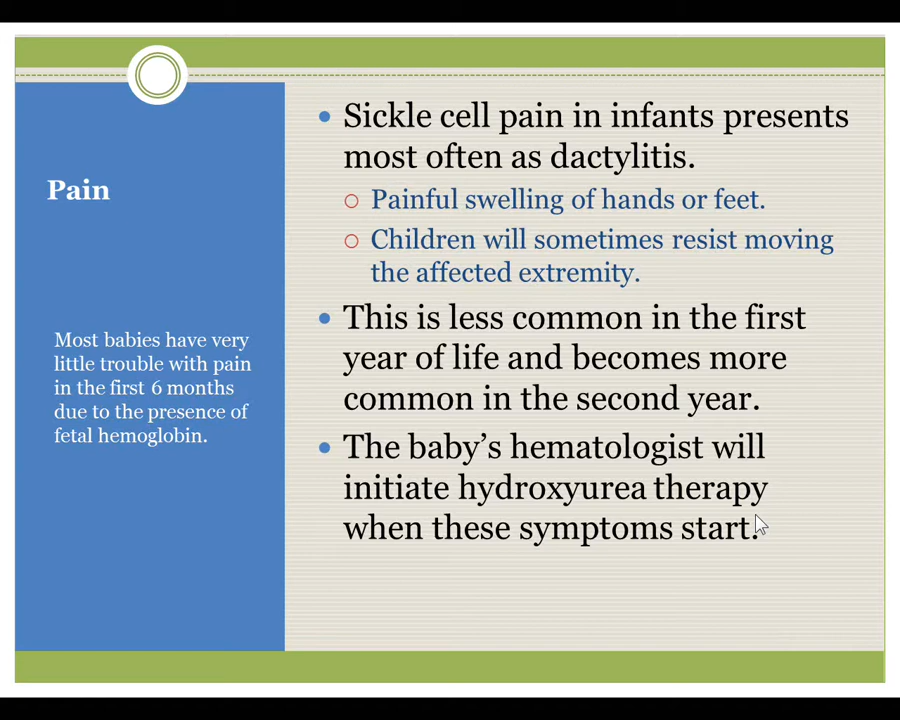 Pain
Most babies have very
little trouble with pain
in the first 6 months
due to the presence of
fetal hemoglobin.
Sickle cell pain in infants presents
most often as dactylitis.
Painful swelling of hands or feet.
Children will sometimes resist moving
the affected extremity.
This is less common in the first
year of life and becomes more
common in the second year.
The baby’s hematologist will
initiate hydroxyurea therapy
when these symptoms start.